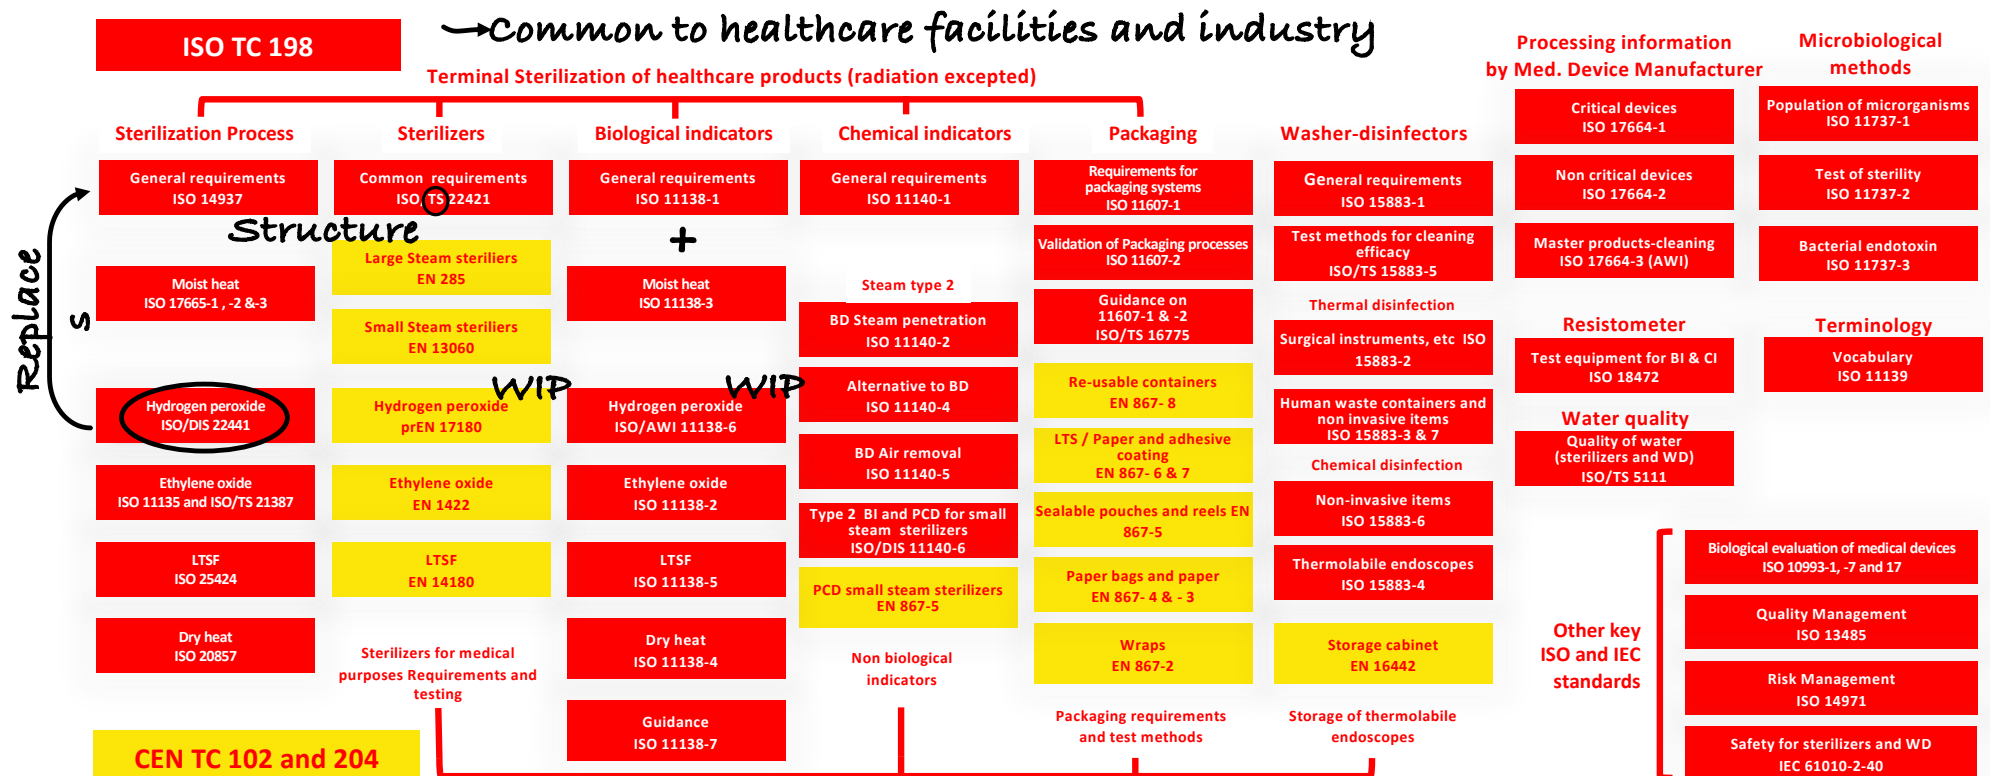 ISO TC 198
→Common to healthcare facilities and industry
Terminal Sterilization of healthcare products (radiation excepted)
Sterilization Process
General requirements
ISO 14937
Replace
s
Structure
Moist heat
ISO 17665-1 , -2 &-3
Hydrogen peroxide
ISO/DIS 22441
Ethylene oxide
ISO 11135 and ISO/TS 21387
LTSF
ISO 25424
Dry heat
ISO 20857
Sterilizers
Common requirements
ISO/TS 22421
Large Steam steriliers
EN 285
Small Steam steriliers
EN 13060
WIP
Hydrogen peroxide
prEN 17180
Ethylene oxide
EN 1422
LTSF
EN 14180
Sterilizers for medical
purposes Requirements and
testing
Biological indicators
General requirements
ISO 11138-1
+
Moist heat
ISO 11138-3
WIP
Hydrogen peroxide
ISO/AWI 11138-6
Ethylene oxide
ISO 11138-2
LTSF
ISO 11138-5
Dry heat
ISO 11138-4
Guidance
ISO 11138-7
Chemical indicators
General requirements
ISO 11140-1
Steam type 2
BD Steam penetration
ISO 11140-2
Alternative to BD
ISO 11140-4
BD Air removal
ISO 11140-5
Type 2 BI and PCD for small
steam sterilizers
ISO/DIS 11140-6
PCD small steam sterilizers
EN 867-5
Non biological
indicators
Packaging
Requirements for
packaging systems
ISO 11607-1
Validation of Packaging processes
ISO 11607-2
Guidance on
11607-1 & -2
ISO/TS 16775
Re-usable containers
EN 867- 8
LTS / Paper and adhesive
coating
EN 867- 6 & 7
Sealable pouches and reels EN
867-5
Paper bags and paper
EN 867- 4 & - 3
Wraps
EN 867-2
Packaging requirements
and test methods
Washer-disinfectors
General requirements
ISO 15883-1
Test methods for cleaning
efficacy
ISO/TS 15883-5
Thermal disinfection
Surgical instruments, etc ISO
15883-2
Human waste containers and
non invasive items
ISO 15883-3 & 7
Chemical disinfection
Non-invasive items
ISO 15883-6
Thermolabile endoscopes
ISO 15883-4
Storage cabinet
EN 16442
Storage of thermolabile
endoscopes
Processing information
by Med. Device Manufacturer
Critical devices
ISO 17664-1
Non critical devices
ISO 17664-2
Master products-cleaning
ISO 17664-3 (AWI)
Resistometer
Test equipment for BI & CI
ISO 18472
Water quality
Quality of water
(sterilizers and WD)
ISO/TS 5111
Microbiological
methods
Population of microrganisms
ISO 11737-1
Test of sterility
ISO 11737-2
Bacterial endotoxin
ISO 11737-3
Terminology
Vocabulary
ISO 11139
Other key
ISO and IEC
standards
Biological evaluation of medical devices
ISO 10993-1, -7 and 17
Quality Management
ISO 13485
Risk Management
ISO 14971
Safety for sterilizers and WD
IEC 61010-2-40
CEN TC 102 and 204